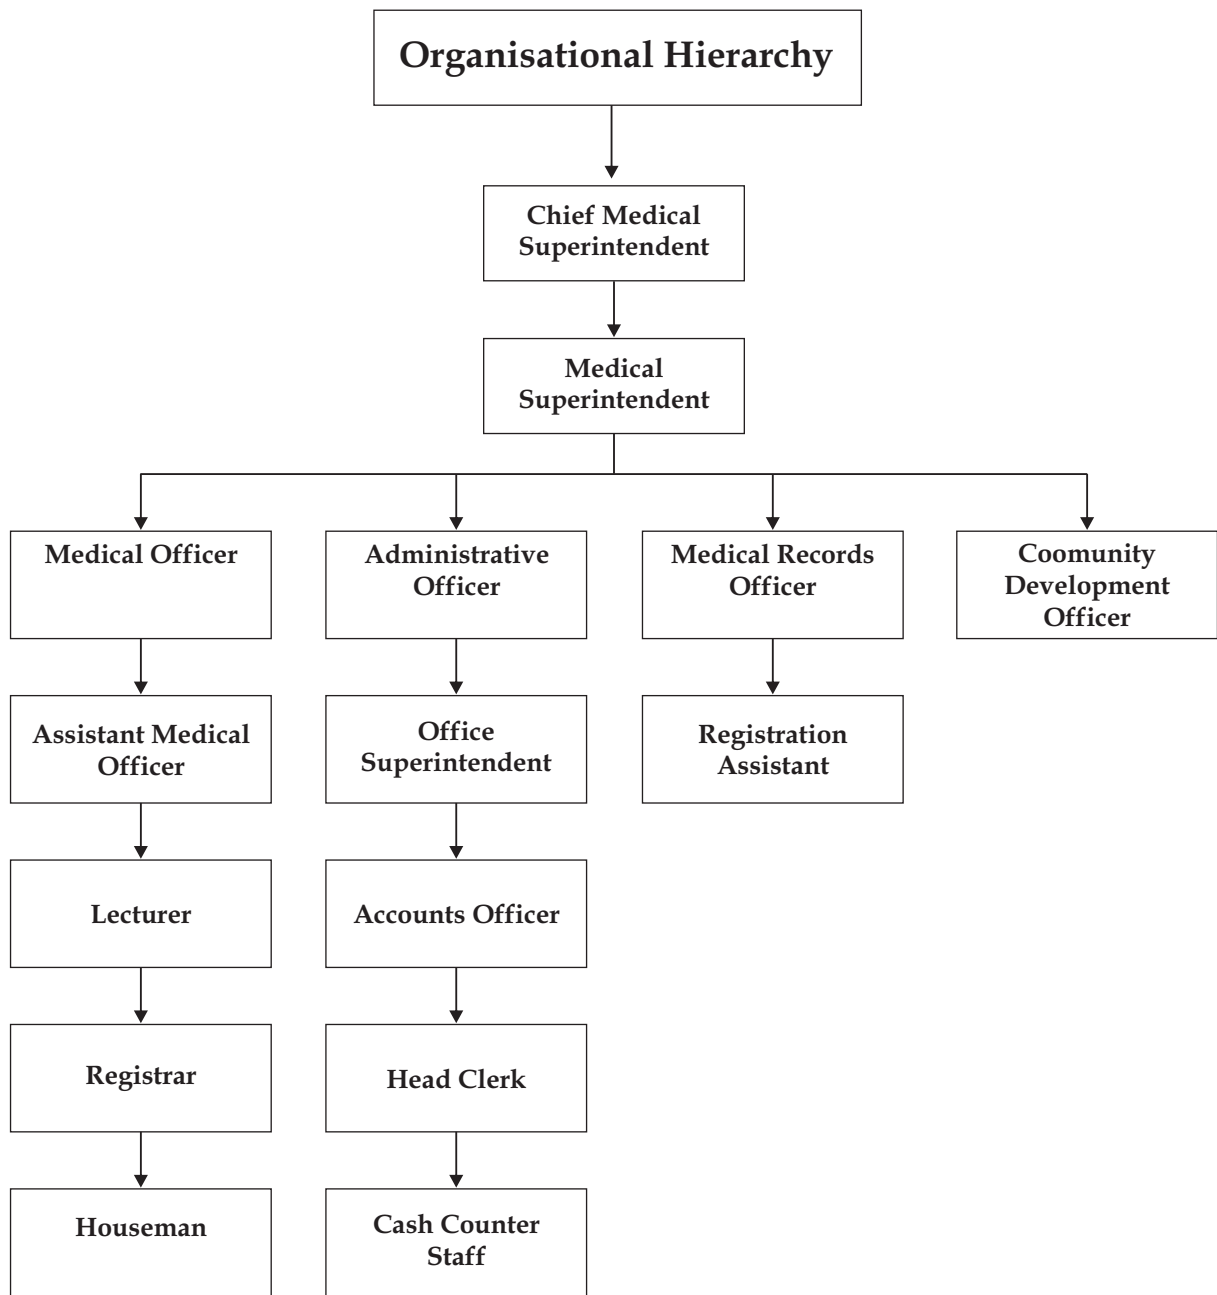 Organisational Hierarchy
Chief Medical
Superintendent
Medical
Superintendent
Medical Officer
Administrative
Officer
Medical Records
Officer
Coomunity
Development
Officer
Assistant Medical
Officer
Office
Superintendent
Registration
Assistant
Lecturer
Accounts Officer
Registrar
Head Clerk
Houseman
Cash Counter
Staff